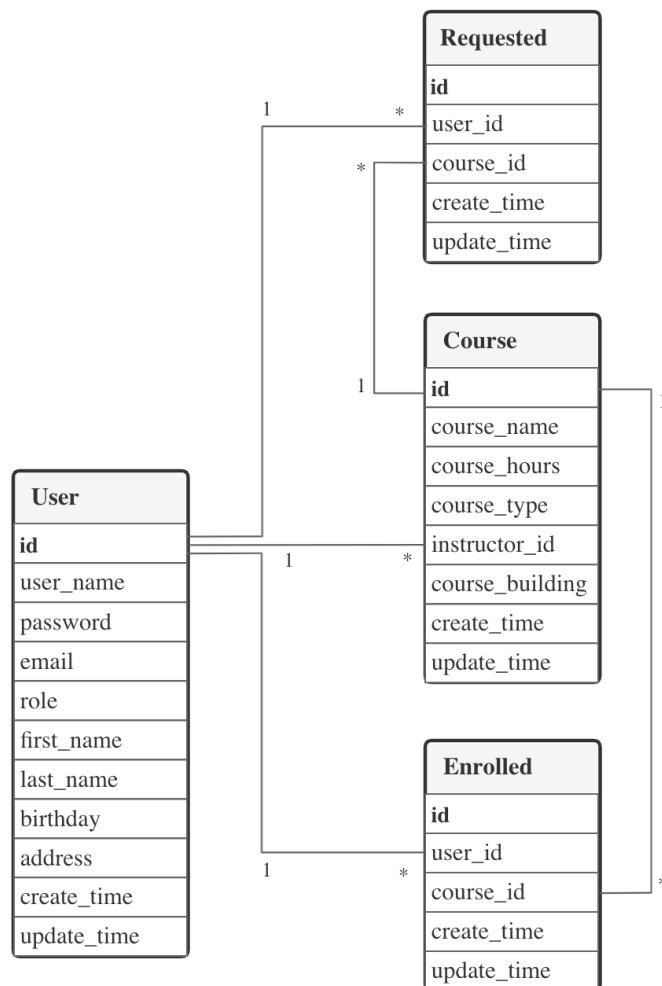 Requested
id
user_id
course_id
create_time
update_time
1
*
*
1
Course
id
course_name
course_hours
course_type
instructor_id
course_building
create_time
update_time
1
1
*
User
id
user_name
password
email
role
first_name
last_name
birthday
address
create_time
update_time
Enrolled
id
user_id
course_id
create_time
update_time
1
*
*